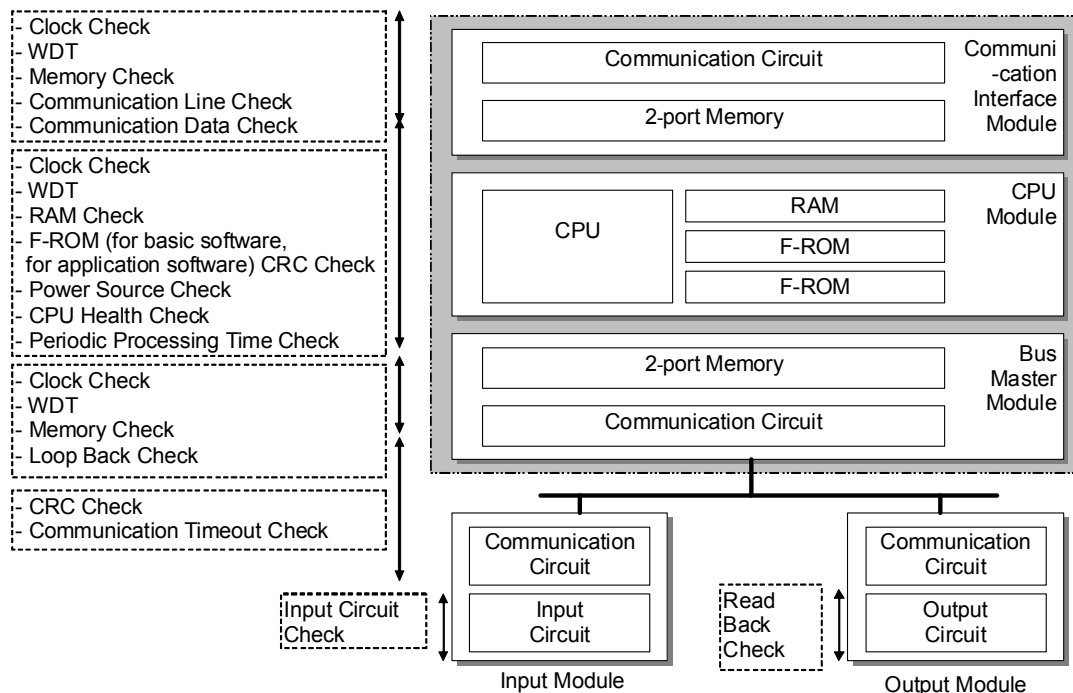 - Clock Check
- WDT
- Memory Check
- Communication Line Check
- Communication Data Check
- Clock Check
- WDT
- RAM Check
- F-ROM (for basic software,
for application software) CRC Check
- Power Source Check
- CPU Health Check
- Periodic Processing Time Check
- Clock Check
- WDT
- Memory Check
- Loop Back Check
- CRC Check
- Communication Timeout Check
Communication Circuit
2-port Memory
Communi
-cation
Interface
Module
CPU
RAM
F-ROM
F-ROM
CPU
Module
2-port Memory
Communication Circuit
Bus
Master
Module
Input Circuit
Check
Communication
Circuit
Input
Circuit
Input Module
Read
Back
Check
Communication
Circuit
Output
Circuit
Output Module